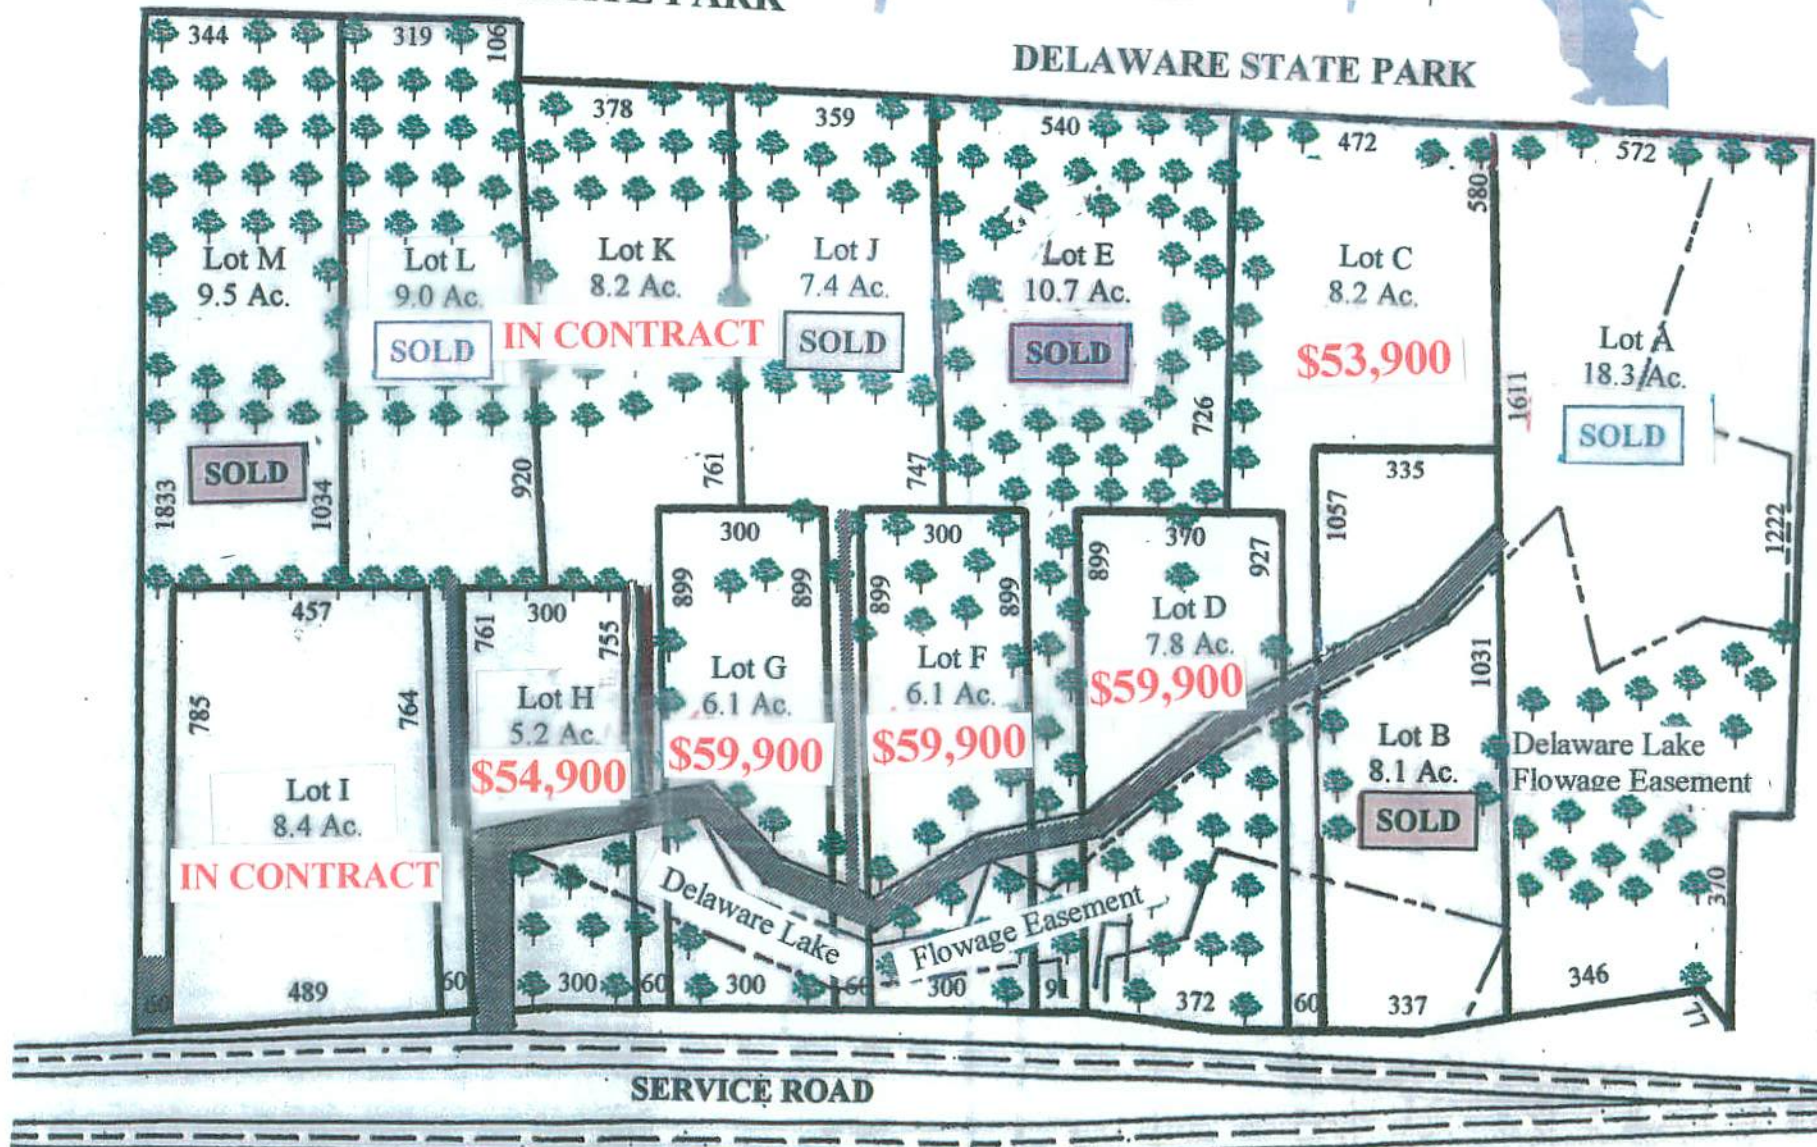 DELAWARE STATE PARK
344
319
106
378
359
540
472
580
572
Lot M
9.5 Ac.
SOLD
1833
1034
Lot L
9.0 Ac.
SOLD
920
Lot K
8.2 Ac.
IN CONTRACT
761
Lot J
7.4 Ac.
SOLD
747
Lot E
10.7 Ac.
SOLD
726
Lot C
8.2 Ac.
$53,900
1611
Lot A
18.3 Ac.
SOLD
1222
457
785
764
Lot I
8.4 Ac.
IN CONTRACT
489
60
60
300
761
755
Lot H
5.2 Ac.
$54,900
300
60
300
899
899
Lot G
6.1 Ac.
$59,900
300
60
300
899
899
Lot F
6.1 Ac.
$59,900
300
91
370
899
927
Lot D
7.8 Ac.
$59,900
372
60
335
1057
1031
Lot B
8.1 Ac.
SOLD
337
Delaware Lake
Flowage Easement
Delaware Lake
Flowage Easement
370
346
77
SERVICE ROAD